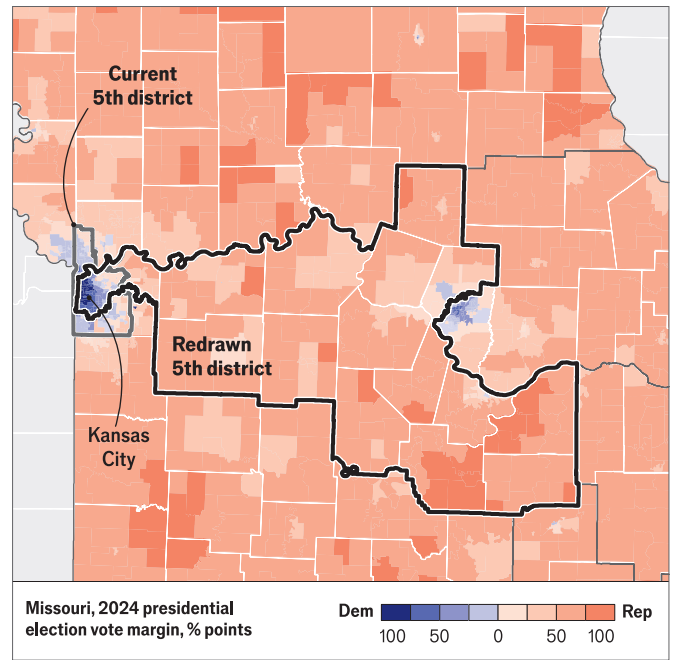 Current
5th district
Redrawn
5th district
Kansas
City
Missouri, 2024 presidential
election vote margin, % points
Dem
Rep
100 50 0 50 100